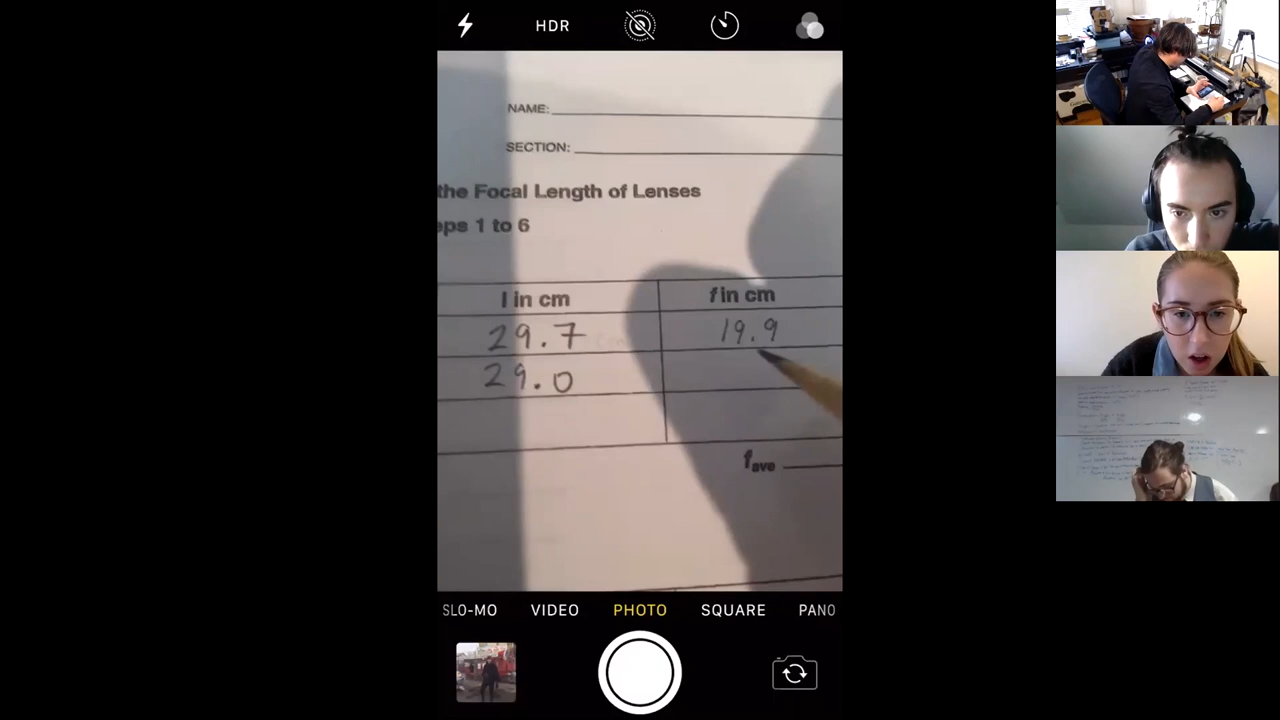 HDR
NAME:
SECTION:
the Focal Length of Lenses
eps 1 to 6
I in cm f in cm
29.7 19.9
29.0
fave
SLO-MO VIDEO PHOTO SQUARE PANO